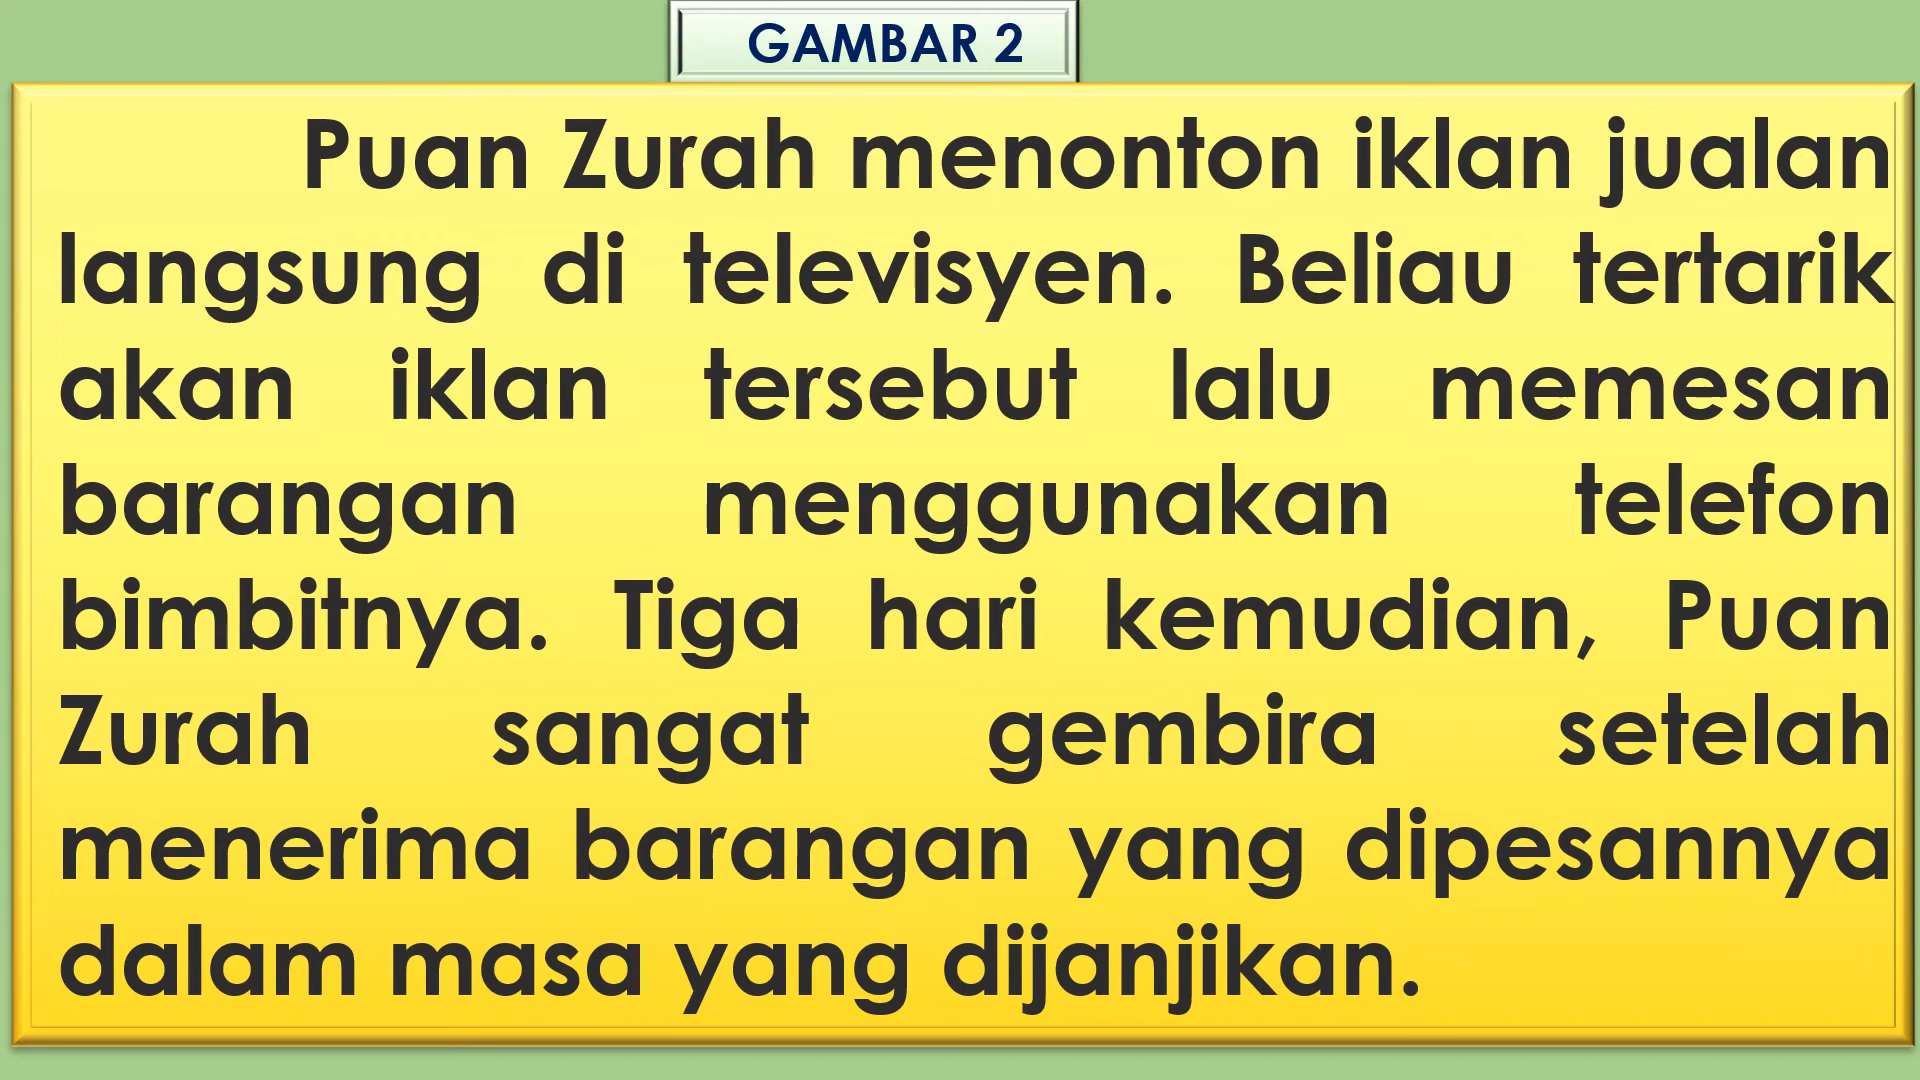 GAMBAR 2
Puan Zurah menonton iklan jualan
langsung di televisyen. Beliau tertarik
akan iklan tersebut lalu memesan
barangan menggunakan telefon
bimbitnya. Tiga hari kemudian, Puan
Zurah sangat gembira setelah
menerima barangan yang dipesannya
dalam masa yang dijanjikan.